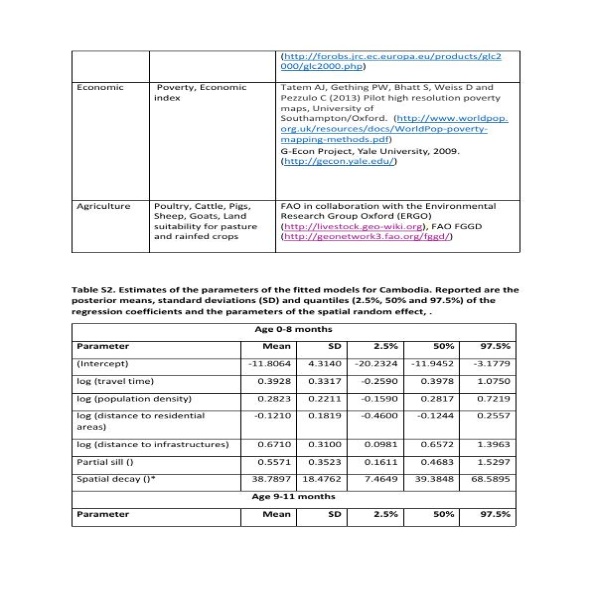 (http://forobs.jrc.ec.europa.eu/products/glc2
000/glc2000.php)
Economic
Poverty, Economic
index
Tatem AJ, Gething PW, Bhatt S, Weiss D and
Pezzulo C (2013) Pilot high resolution poverty
maps, University of
Southampton/Oxford. (http://www.worldpop.
org.uk/resources/docs/WorldPop-poverty-
mapping-methods.pdf)
G-Econ Project, Yale University, 2009.
(http://gecon.yale.edu/)
Agriculture
Poultry, Cattle, Pigs,
Sheep, Goats, Land
suitability for pasture
and rainfed crops
FAO in collaboration with the Environmental
Research Group Oxford (ERGO)
(http://livestock.geo-wiki.org), FAO FGGD
(http://geonetwork3.fao.org/fggd/)
Table S2. Estimates of the parameters of the fitted models for Cambodia. Reported are the
posterior means, standard deviations (SD) and quantiles (2.5%, 50% and 97.5%) of the
regression coefficients and the parameters of the spatial random effect, .
Age 0-8 months
Parameter Mean SD 2.5% 50% 97.5%
(Intercept) -11.8064 4.3140 -20.2324 -11.9452 -3.1779
log (travel time) 0.3928 0.3317 -0.2590 0.3978 1.0750
log (population density) 0.2823 0.2211 -0.1590 0.2817 0.7219
log (distance to residential
areas) -0.1210 0.1819 -0.4600 -0.1244 0.2557
log (distance to infrastructures) 0.6710 0.3100 0.0981 0.6572 1.3963
Partial sill () 0.5571 0.3523 0.1611 0.4683 1.5297
Spatial decay ()* 38.7897 18.4762 7.4649 39.3848 68.5895
Age 9-11 months
Parameter Mean SD 2.5% 50% 97.5%